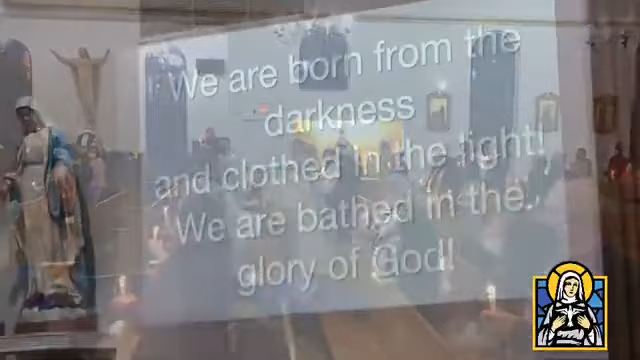 We are born from the
darkness
and clothed in the light!
We are bathed in the
glory of God!